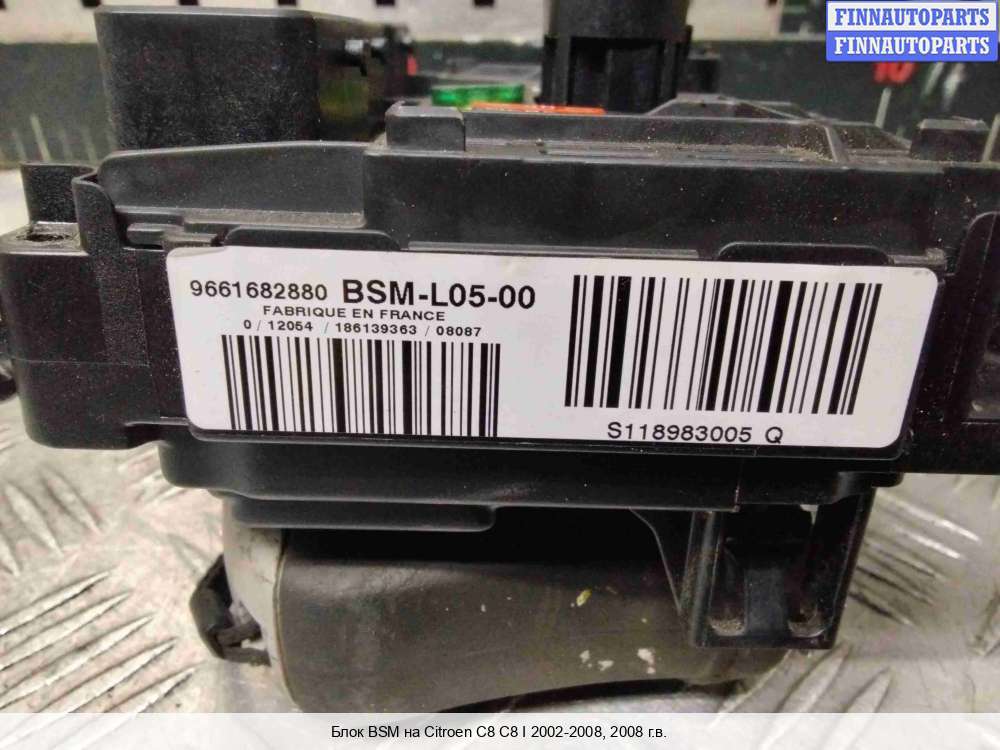 FINNAUTOPARTS
FINNAUTOPARTS
10
9661682880 BSM-L05-00
FABRIQUE EN FRANCE
0 / 12054 / 186139363 / 08087
S118983005 Q
Блок BSM на Citroen C8 C8 I 2002-2008, 2008 г.в.